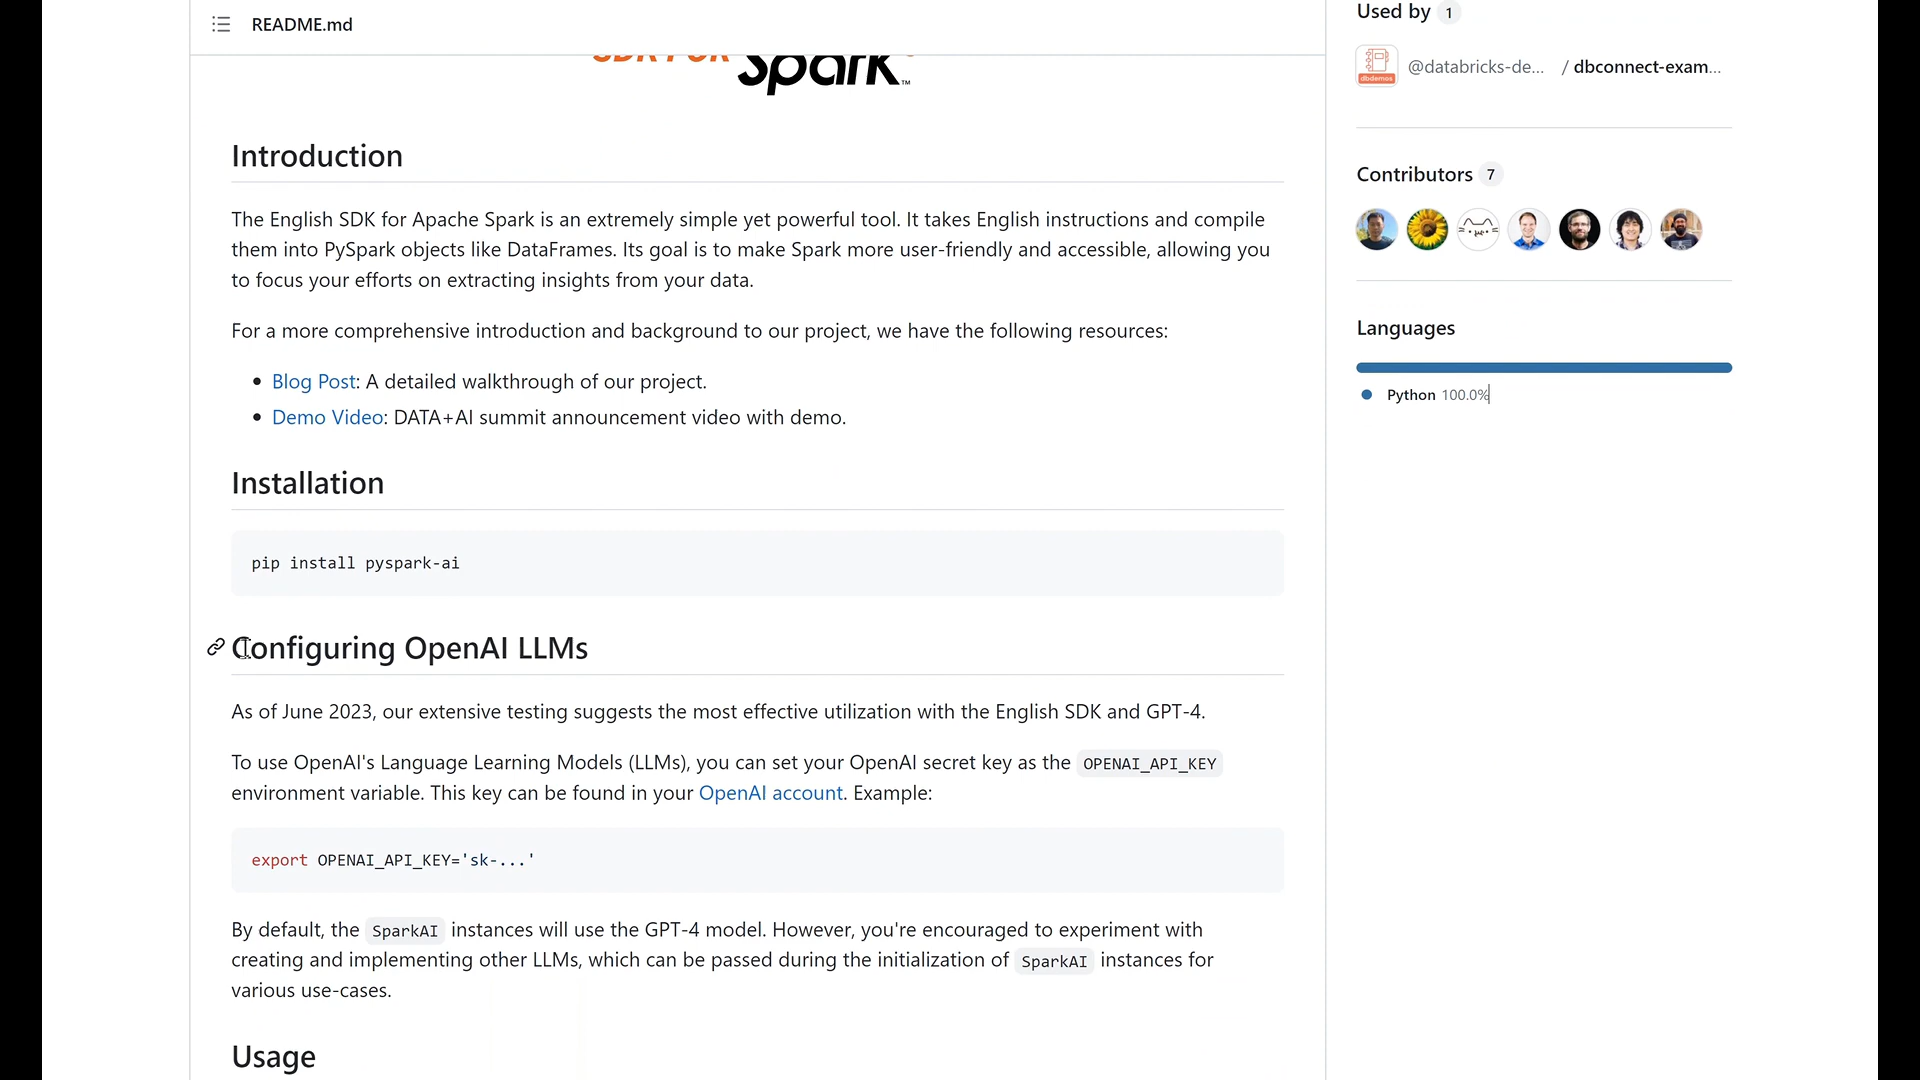 README.md
SDK FOR
Spark™
Introduction
The English SDK for Apache Spark is an extremely simple yet powerful tool. It takes English instructions and compile
them into PySpark objects like DataFrames. Its goal is to make Spark more user-friendly and accessible, allowing you
to focus your efforts on extracting insights from your data.
For a more comprehensive introduction and background to our project, we have the following resources:
• Blog Post: A detailed walkthrough of our project.
• Demo Video: DATA+AI summit announcement video with demo.
Installation
pip install pyspark-ai
Configuring OpenAI LLMs
As of June 2023, our extensive testing suggests the most effective utilization with the English SDK and GPT-4.
To use OpenAI's Language Learning Models (LLMs), you can set your OpenAI secret key as the OPENAI_API_KEY
environment variable. This key can be found in your OpenAI account. Example:
export OPENAI_API_KEY='sk-...'
By default, the SparkAI instances will use the GPT-4 model. However, you're encouraged to experiment with
creating and implementing other LLMs, which can be passed during the initialization of SparkAI instances for
various use-cases.
Usage
Used by 1
dbdemos
@databricks-de... / dbconnect-exam...
Contributors 7
Languages
Python 100.0%